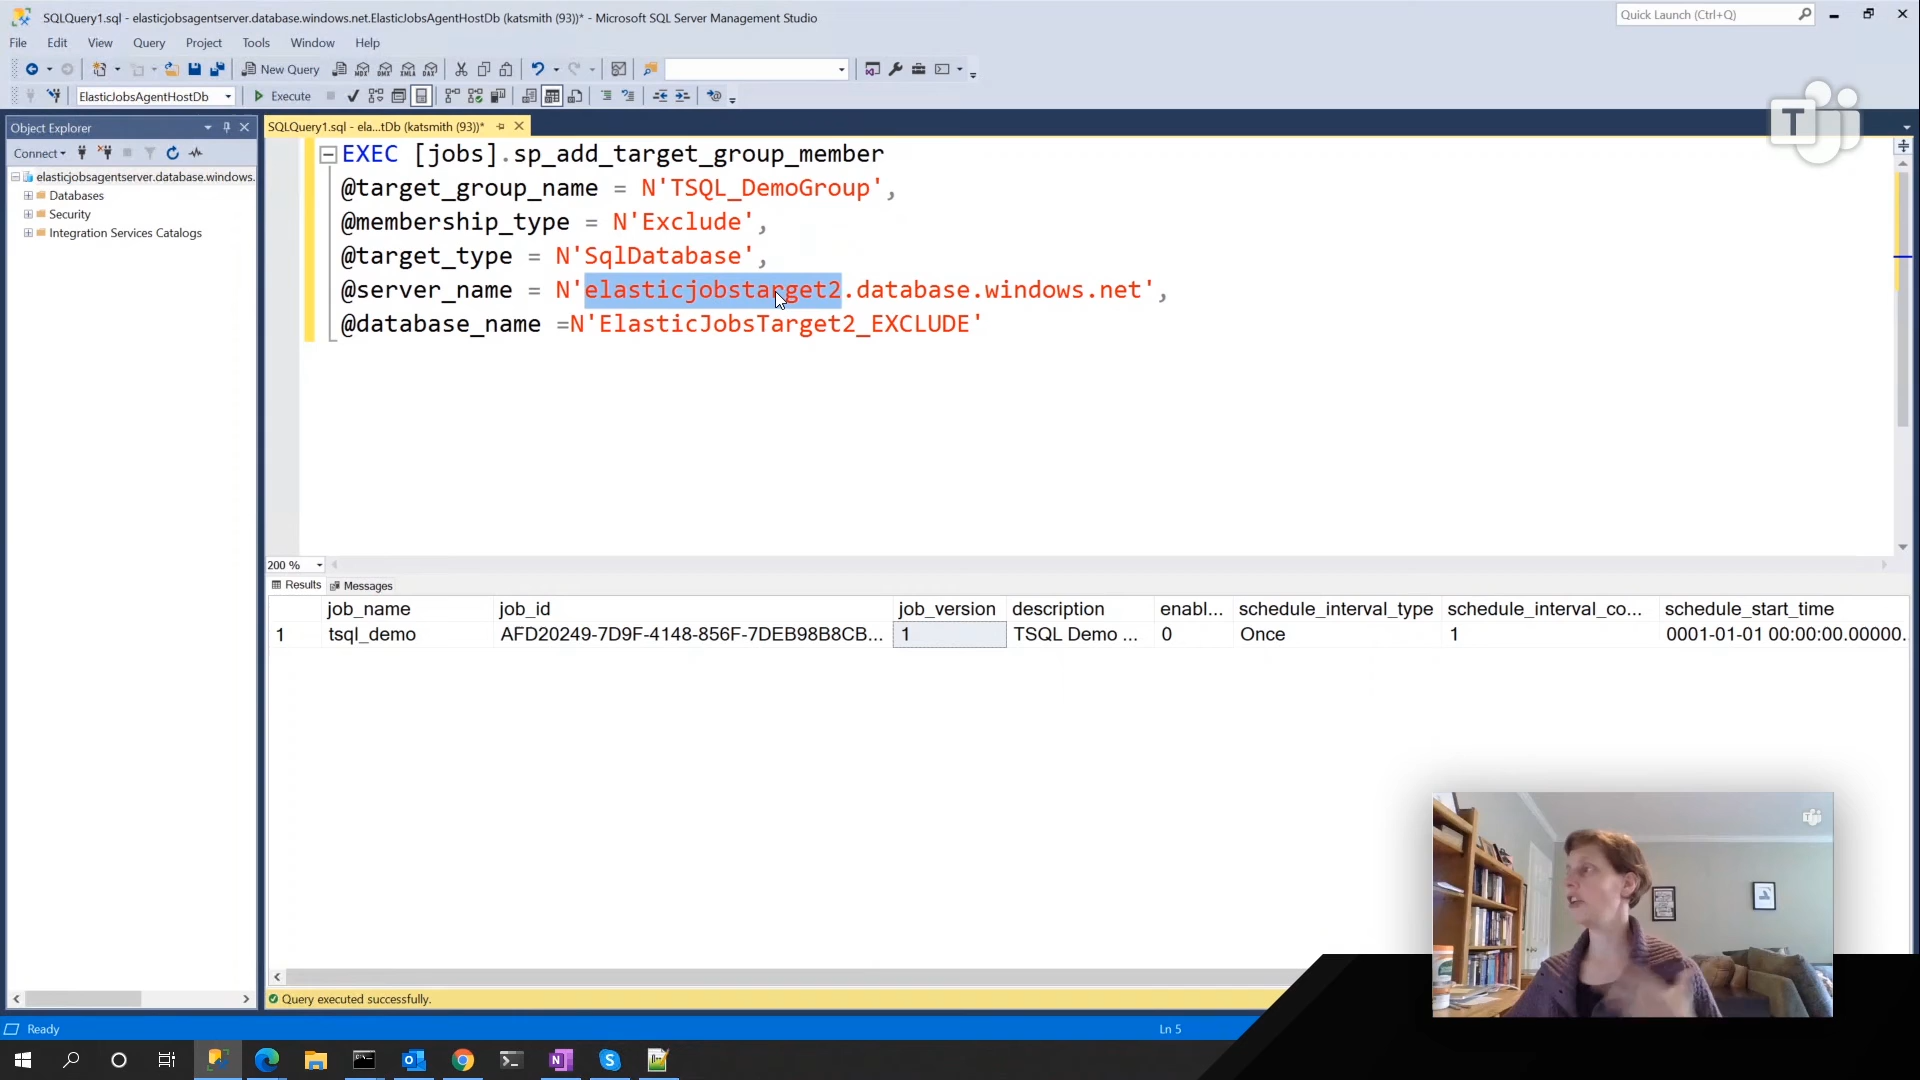 SQLQuery1.sql - elasticjobsagentserver.database.windows.net.ElasticJobsAgentHostDb (katsmith (93))* - Microsoft SQL Server Management Studio
Quick Launch (Ctrl+Q)
File Edit View Query Project Tools Window Help
New Query
ElasticJobsAgentHostDb
Execute
T
Object Explorer
SQLQuery1.sql - ela...tDb (katsmith (93))*
Connect
elasticjobsagentserver.database.windows.
Databases
Security
Integration Services Catalogs
EXEC [jobs].sp_add_target_group_member
@target_group_name = N'TSQL_DemoGroup',
@membership_type = N'Exclude',
@target_type = N'SqlDatabase',
@server_name = N'elasticjobstarget2.database.windows.net',
@database_name =N'ElasticJobsTarget2_EXCLUDE'
200 %
Results Messages
job_name job_id job_version description enabl... schedule_interval_type schedule_interval_co... schedule_start_time
1 tsql_demo AFD20249-7D9F-4148-856F-7DEB98B8CB... 1 TSQL Demo ... 0 Once 1 0001-01-01 00:00:00.00000...
Query executed successfully.
Ready
Ln 5